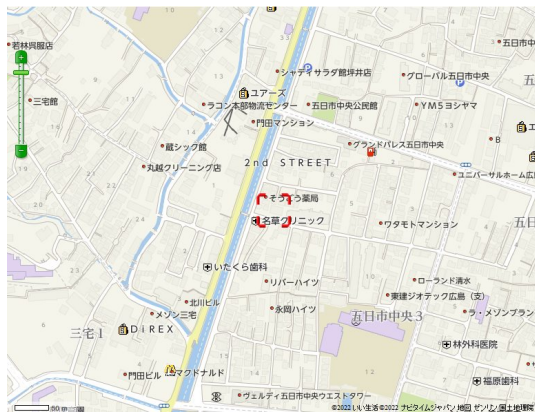 若林呉服店
五日市中
シャディサラダ館坪井店
グローバル五日市中央
三宅館
ユアーズ
ラコン本部物流センター
五日市中央公民館
YM5ヨシヤマ
門田マンション
蔵シック館
グランドパレス五日市中央
B
丸越クリーニング店
2nd STREET
ユニバーサルホーム広
そうごう薬局
名草クリニック
ワタモトマンション
五日
いたくら歯科
リバーハイツ
ローランド清水
東建ジオテック広島(支)
北川ビル
永岡ハイツ
メゾン三宅
五日市中央3
ラ・メゾンブラン
三宅1
DiREX
林外科医院
門田ビル
マクドナルド
福原歯科
ヴェルディ五日市中央ウエストタワー
©2022 いい生活 ©2022 ナビタイムジャパン 地図 ゼンリン 国土地理院